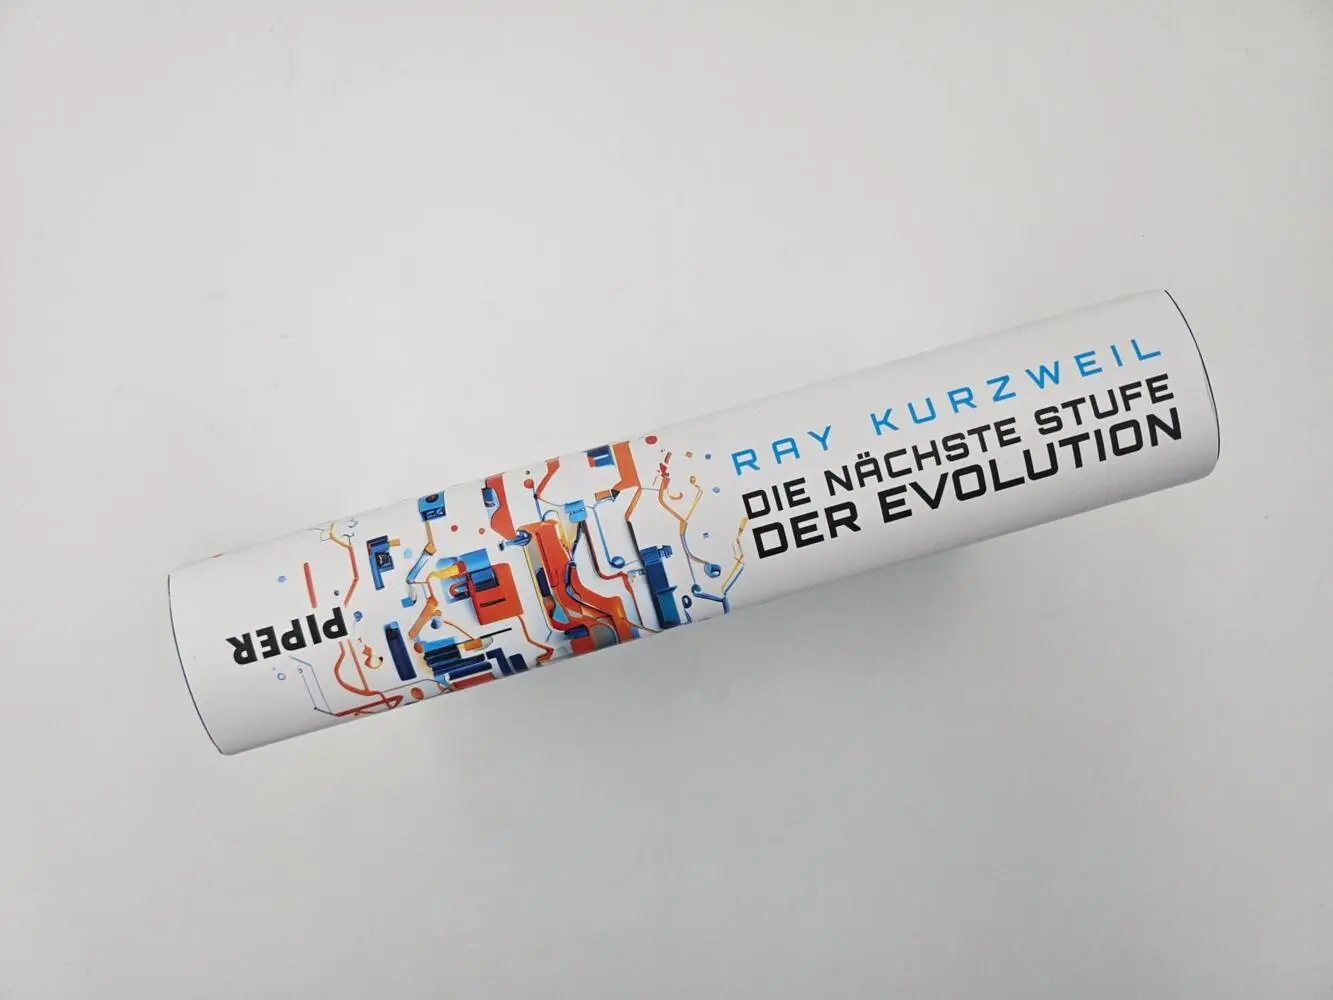 RAY KURZWEIL
DIE NÄCHSTE STUFE
DER EVOLUTION
PIPER